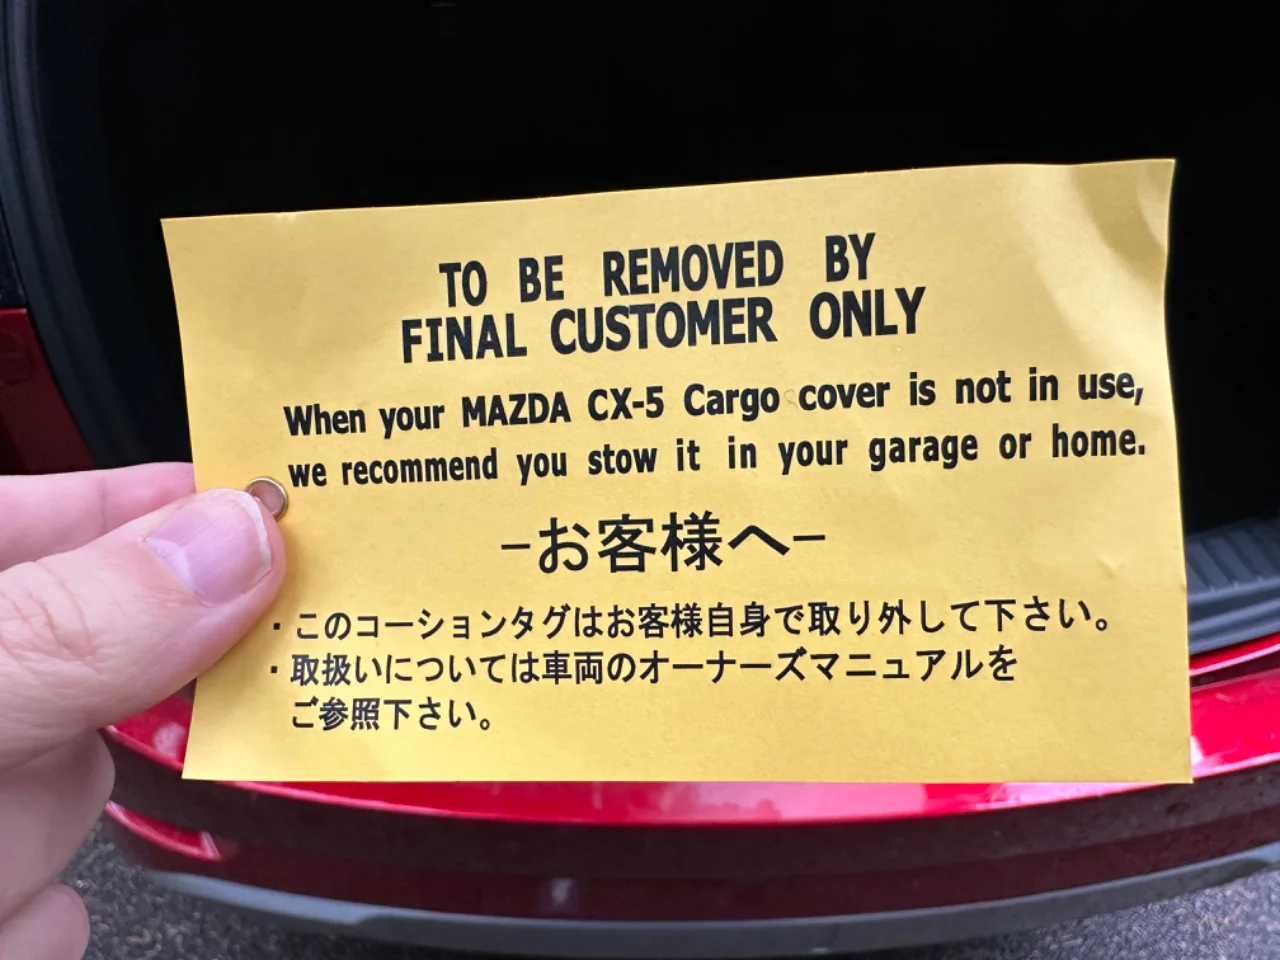 TO BE REMOVED BY
FINAL CUSTOMER ONLY
When your MAZDA CX-5 Cargo cover is not in use,
we recommend you stow it in your garage or home.
−お客様へ−
・このコーションタグはお客様自身で取り外して下さい。
・取扱いについては車両のオーナーズマニュアルを
ご参照下さい。